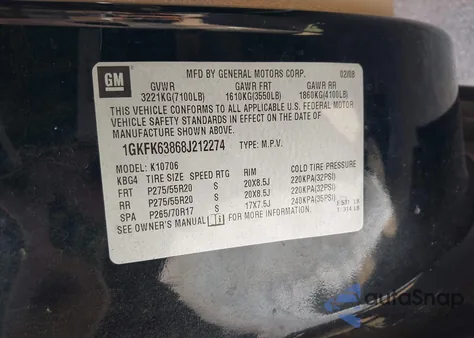 GM
MFD BY GENERAL MOTORS CORP. 02/08
GVWR GAWR FRT GAWR RR
3221KG(7100LB) 1610KG(3550LB) 1860KG(4100LB)
THIS VEHICLE CONFORMS TO ALL APPLICABLE U.S. FEDERAL MOTOR
VEHICLE SAFETY STANDARDS IN EFFECT ON THE DATE OF
MANUFACTURE SHOWN ABOVE.
1GKFK63868J212274 TYPE: M.P.V.
MODEL: K10706
KBG4 TIRE SIZE SPEED RTG RIM COLD TIRE PRESSURE
FRT P275/55R20 S 20X8.5J 220KPA(32PSI)
RR P275/55R20 S 20X8.5J 220KPA(32PSI)
SPA P265/70R17 S 17X7.5J 240KPA(35PSI)
SEE OWNER'S MANUAL FOR MORE INFORMATION.
autoSnap